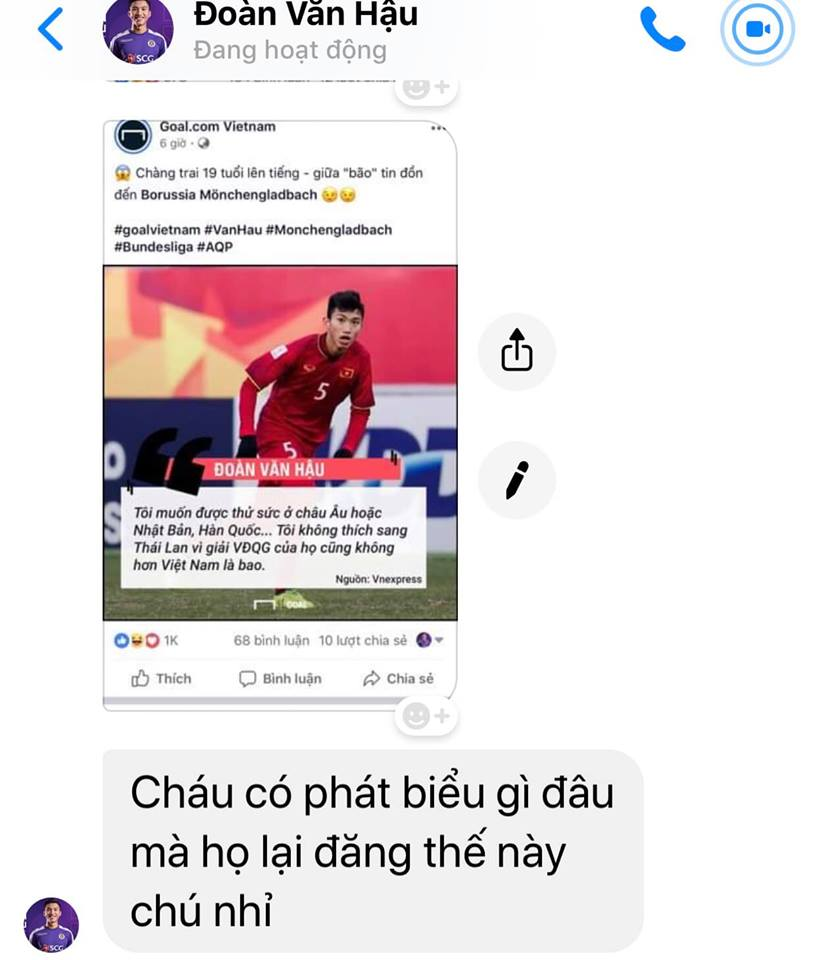 Đoàn Văn Hậu
Đang hoạt động
Goal.com Vietnam
6 giờ ·
Chàng trai 19 tuổi lên tiếng - giữa "bão" tin đồn
đến Borussia Mönchengladbach
#goalvietnam #VanHau #Monchengladbach
#Bundesliga #AQP
5
5
ĐOÀN VĂN HẬU
Tôi muốn được thử sức ở châu Âu hoặc
Nhật Bản, Hàn Quốc... Tôi không thích sang
Thái Lan vì giải VĐQG của họ cũng không
hơn Việt Nam là bao.
Nguồn: Vnexpress
GOAL
1K 68 bình luận 10 lượt chia sẻ
Thích Bình luận Chia sẻ
Cháu có phát biểu gì đâu
mà họ lại đăng thế này
chú nhỉ
SCG
SCG